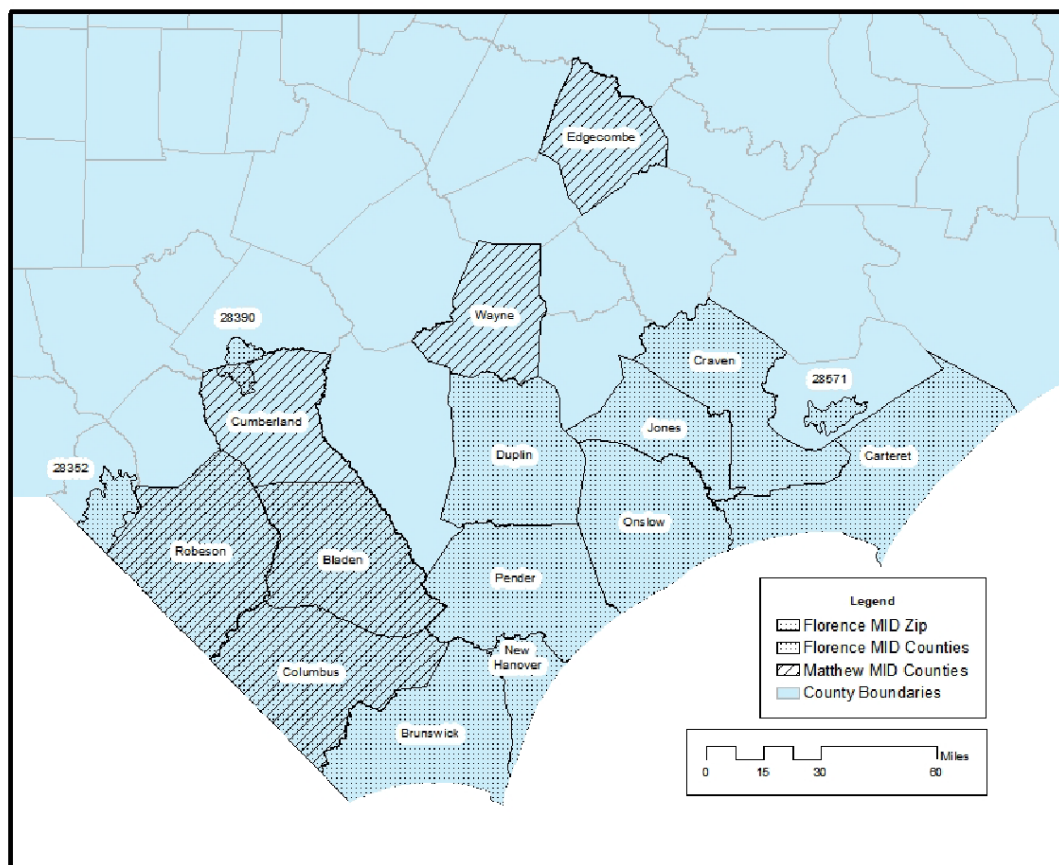 Edgecombe
Wayne
28390
Craven
28571
Cumberland
Jones
Duplin
Carteret
28352
Onslow
Robeson
Bladen
Pender
New
Hanover
Columbus
Brunswick
Legend
Florence MID Zip
Florence MID Counties
Matthew MID Counties
County Boundaries
Miles
0 15 30 60